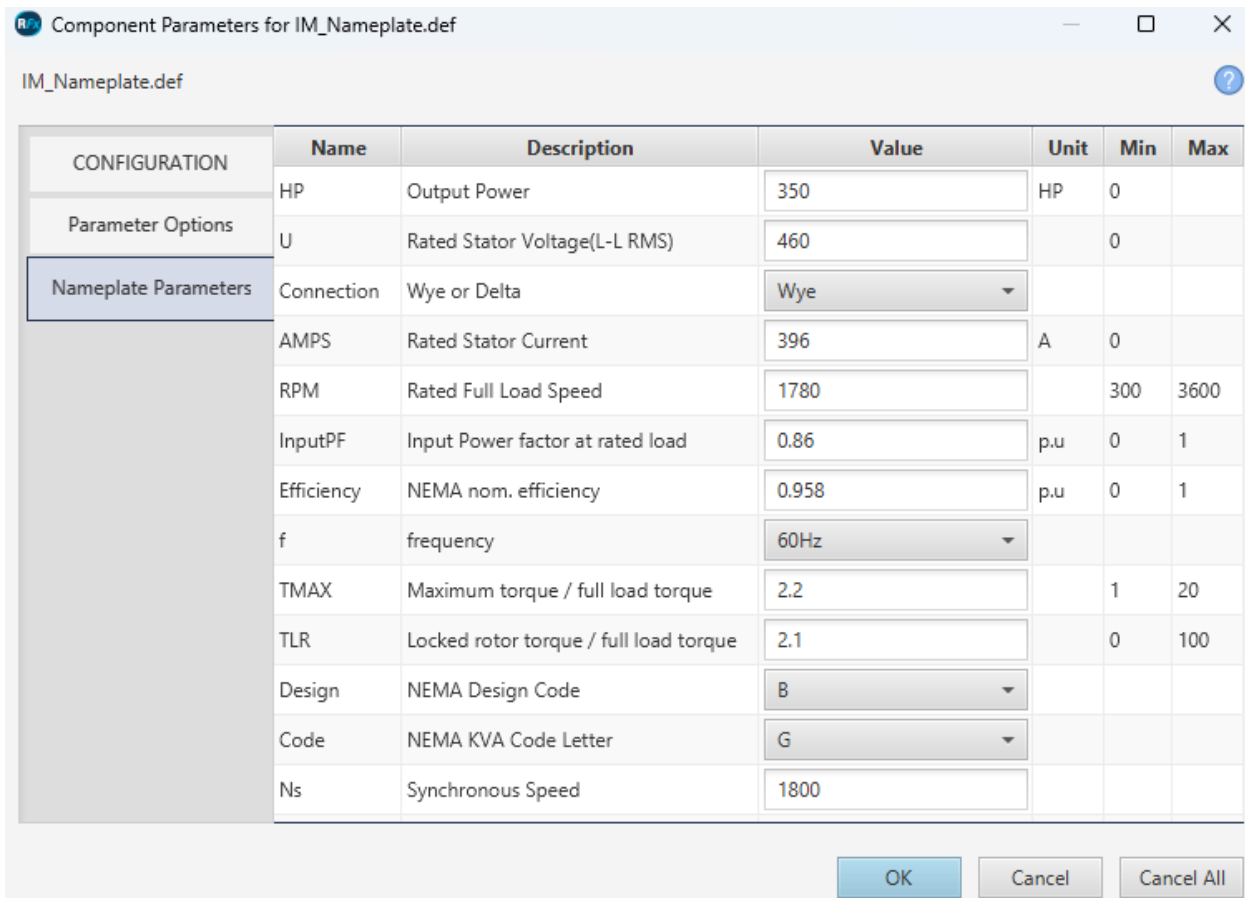 RFX Component Parameters for IM_Nameplate.def
IM_Nameplate.def
?
CONFIGURATION
Parameter Options
Nameplate Parameters
Name Description Value Unit Min Max
HP Output Power 350 HP 0
U Rated Stator Voltage(L-L RMS) 460 0
Connection Wye or Delta Wye
AMPS Rated Stator Current 396 A 0
RPM Rated Full Load Speed 1780 300 3600
InputPF Input Power factor at rated load 0.86 p.u 0 1
Efficiency NEMA nom. efficiency 0.958 p.u 0 1
f frequency 60Hz
TMAX Maximum torque / full load torque 2.2 1 20
TLR Locked rotor torque / full load torque 2.1 0 100
Design NEMA Design Code B
Code NEMA KVA Code Letter G
Ns Synchronous Speed 1800
OK Cancel Cancel All